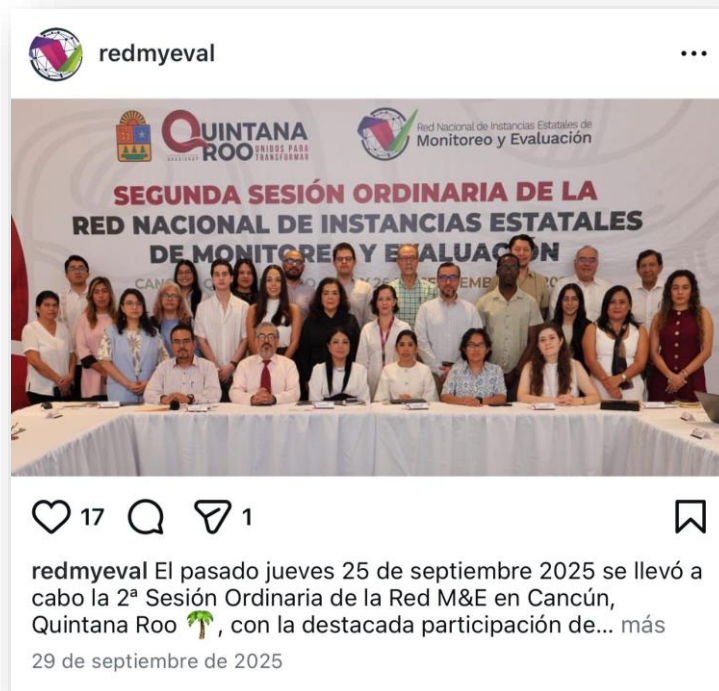 redmyeval
QUINTANA
ROO UNIDOS PARA
TRANSFORMAR
Red Nacional de Instancias Estatales de
Monitoreo y Evaluación
SEGUNDA SESIÓN ORDINARIA DE LA
RED NACIONAL DE INSTANCIAS ESTATALES
DE MONITOREO Y EVALUACIÓN
17
1
redmyeval El pasado jueves 25 de septiembre 2025 se llevó a
cabo la 2ª Sesión Ordinaria de la Red M&E en Cancún,
Quintana Roo 🌴, con la destacada participación de... más
29 de septiembre de 2025